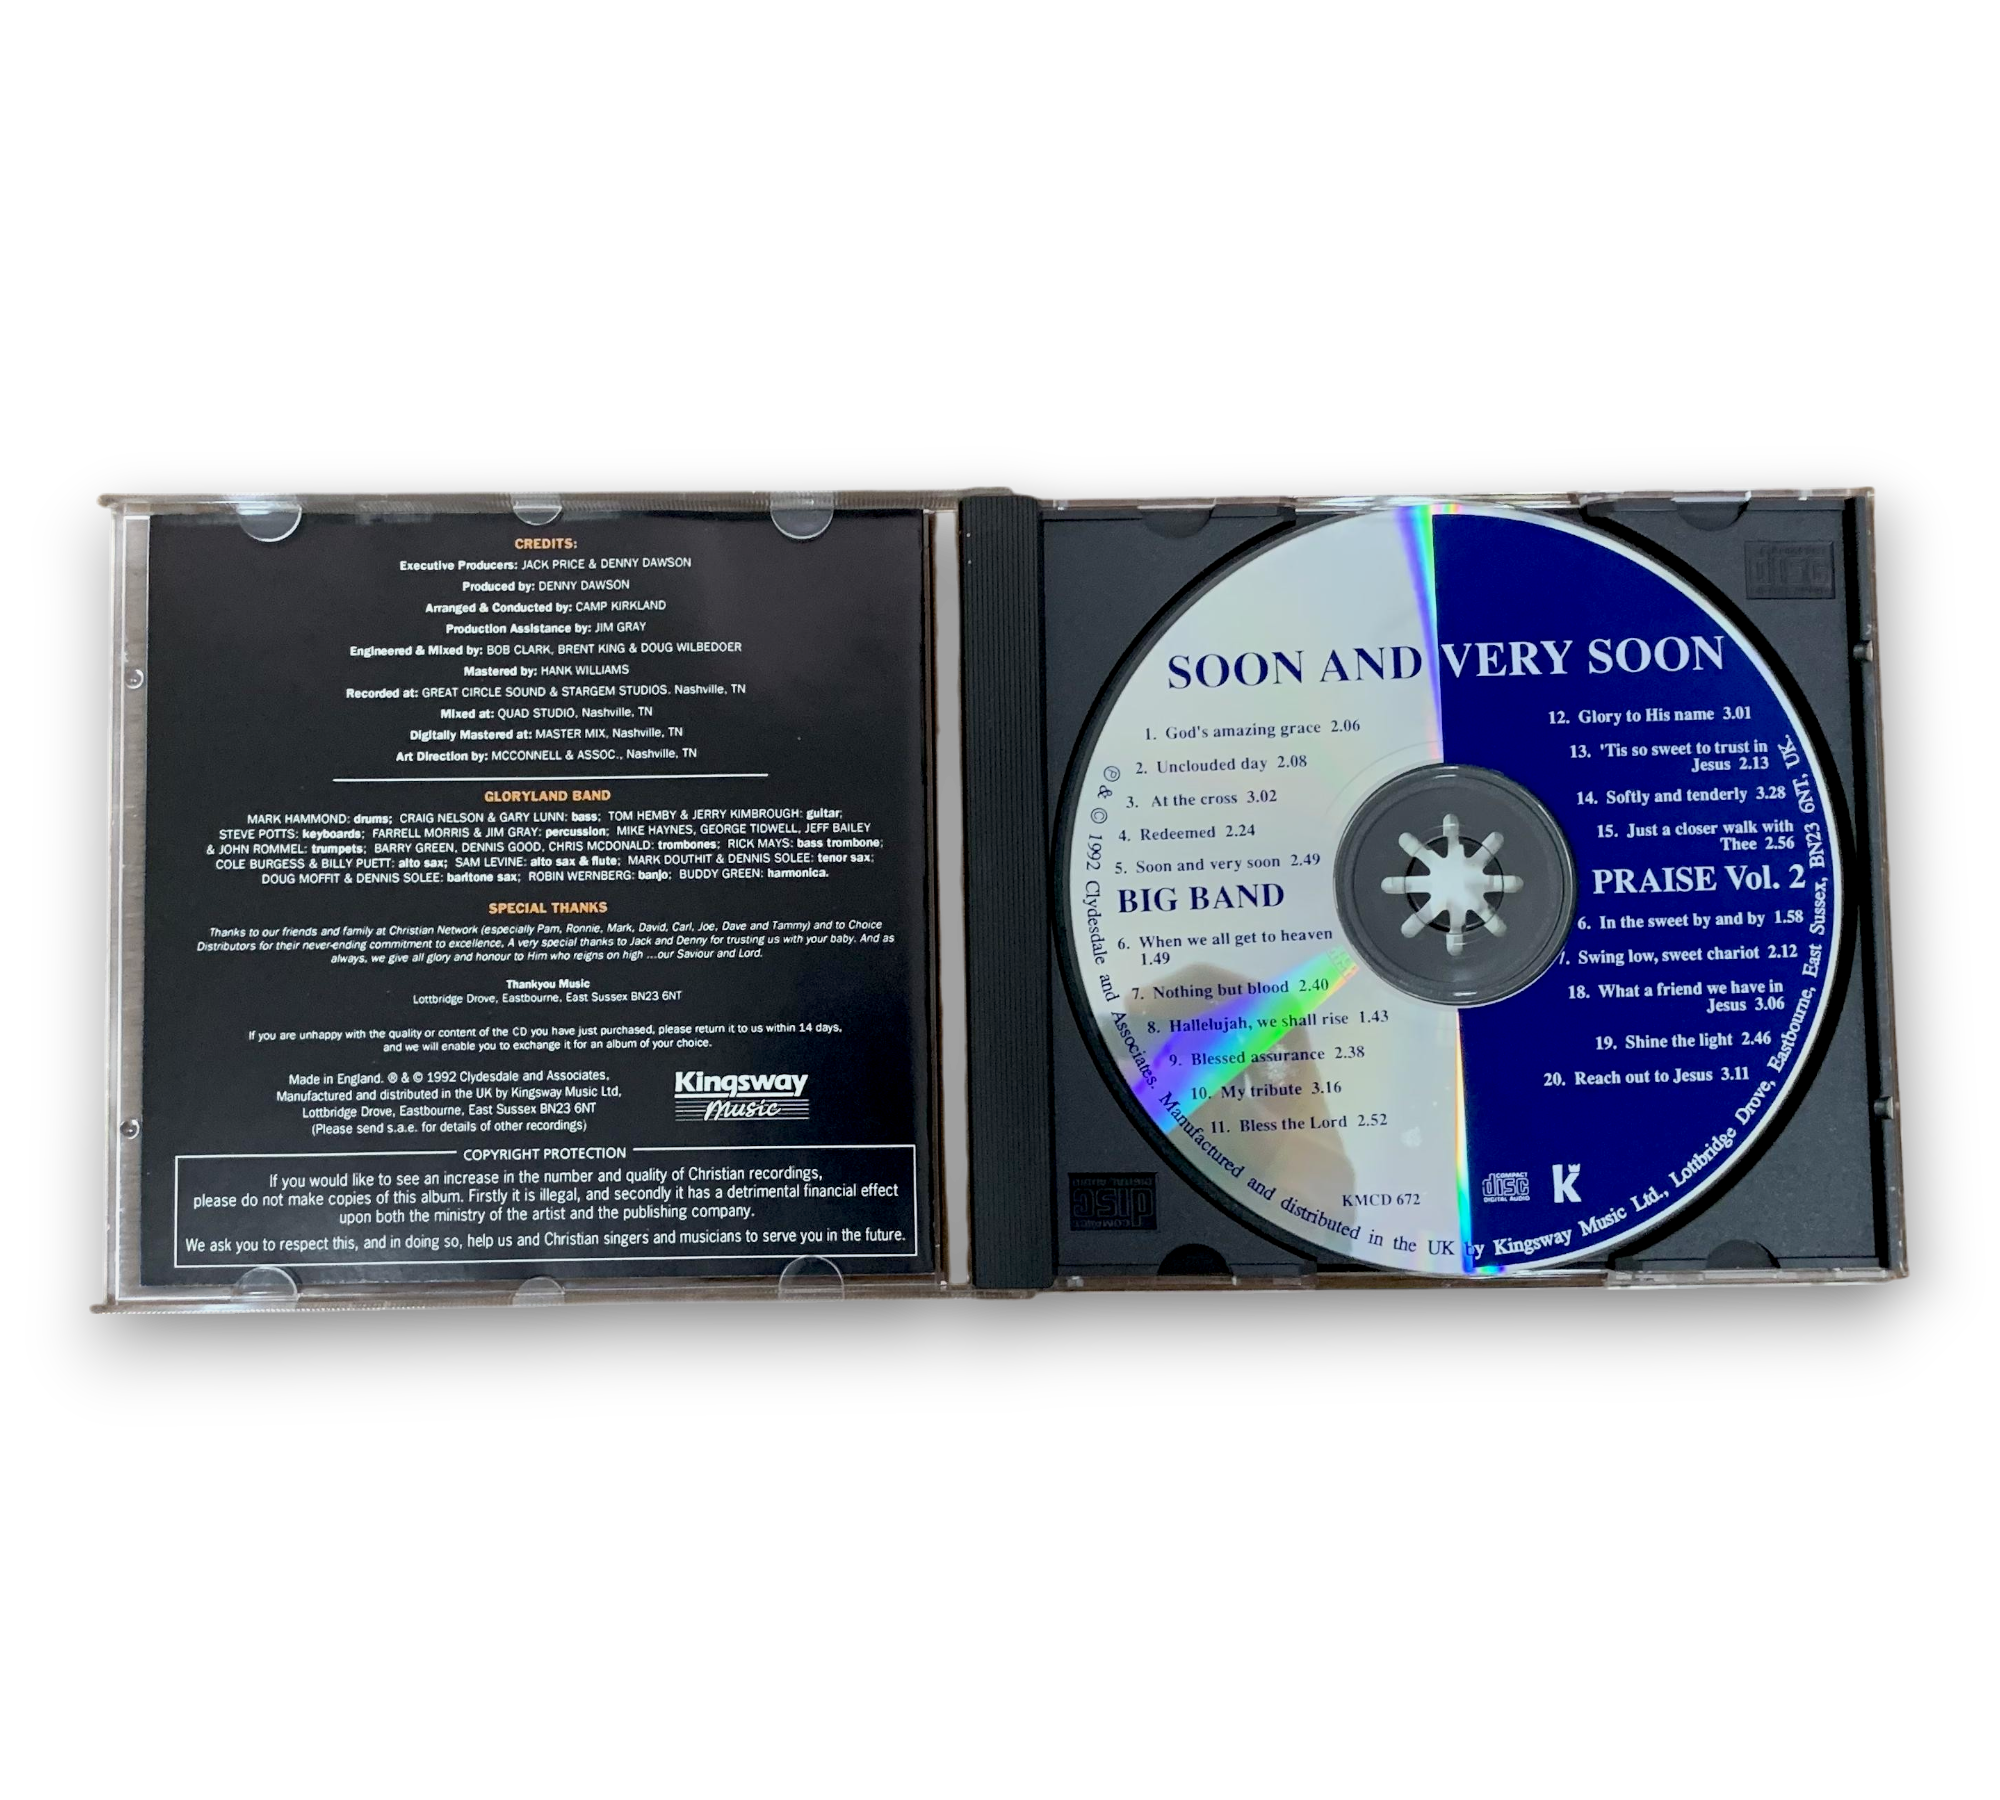 CREDITS:
Executive Producers: JACK PRICE & DENNY DAWSON
Produced by: DENNY DAWSON
Arranged & Conducted by: CAMP KIRKLAND
Production Assistance by: JIM GRAY
Engineered & Mixed by: BOB CLARK, BRENT KING & DOUG WILBEDOER
Mastered by: HANK WILLIAMS
Recorded at: GREAT CIRCLE SOUND & STARGEM STUDIOS. Nashville, TN
Mixed at: QUAD STUDIO, Nashville, TN
Digitally Mastered at: MASTER MIX, Nashville, TN
Art Direction by: MCCONNELL & ASSOC., Nashville, TN
GLORYLAND BAND
MARK HAMMOND: drums; CRAIG NELSON & GARY LUNN: bass; TOM HEMBY & JERRY KIMBROUGH: guitar;
STEVE POTTS: keyboards; FARRELL MORRIS & JIM GRAY: percussion; MIKE HAYNES, GEORGE TIDWELL, JEFF BAILEY
& JOHN ROMMEL: trumpets; BARRY GREEN, DENNIS GOOD, CHRIS MCDONALD: trombones; RICK MAYS: bass trombone;
COLE BURGESS & BILLY PUETT: alto sax; SAM LEVINE: alto sax & flute; MARK DOUTHIT & DENNIS SOLEE: tenor sax;
DOUG MOFFIT & DENNIS SOLEE: baritone sax; ROBIN WERNBERG: banjo; BUDDY GREEN: harmonica.
SPECIAL THANKS
Thanks to our friends and family at Christian Network (especially Pam, Ronnie, Mark, David, Carl, Joe, Dave and Tammy) and to Choice
Distributors for their never-ending commitment to excellence. A very special thanks to Jack and Denny for trusting us with your baby. And as
always, we give all glory and honour to Him who reigns on high ...our Saviour and Lord.
Thankyou Music
Lottbridge Drove, Eastbourne, East Sussex BN23 6NT
If you are unhappy with the quality or content of the CD you have just purchased, please return it to us within 14 days,
and we will enable you to exchange it for an album of your choice.
Made in England. ℗ & © 1992 Clydesdale and Associates,
Manufactured and distributed in the UK by Kingsway Music Ltd,
Lottbridge Drove, Eastbourne, East Sussex BN23 6NT
(Please send s.a.e. for details of other recordings)
Kingsway
Music
COPYRIGHT PROTECTION
If you would like to see an increase in the number and quality of Christian recordings,
please do not make copies of this album. Firstly it is illegal, and secondly it has a detrimental financial effect
upon both the ministry of the artist and the publishing company.
We ask you to respect this, and in doing so, help us and Christian singers and musicians to serve you in the future.
SOON AND VERY SOON
1. God's amazing grace 2.06
2. Unclouded day 2.08
3. At the cross 3.02
4. Redeemed 2.24
5. Soon and very soon 2.49
BIG BAND
6. When we all get to heaven
1.49
7. Nothing but blood 2.40
8. Hallelujah, we shall rise 1.43
9. Blessed assurance 2.38
10. My tribute 3.16
11. Bless the Lord 2.52
12. Glory to His name 3.01
13. 'Tis so sweet to trust in
Jesus 2.13
14. Softly and tenderly 3.28
15. Just a closer walk with
Thee 2.56
PRAISE Vol. 2
6. In the sweet by and by 1.58
7. Swing low, sweet chariot 2.12
18. What a friend we have in
Jesus 3.06
19. Shine the light 2.46
20. Reach out to Jesus 3.11
KMCD 672
COMPACT
disc
DIGITAL AUDIO
K
℗ & © 1992 Clydesdale and Associates. Manufactured and distributed in the UK by Kingsway Music Ltd., Lottbridge Drove, Eastbourne, East Sussex, BN23 6NT, UK.
COMPACT
disc
DIGITAL AUDIO